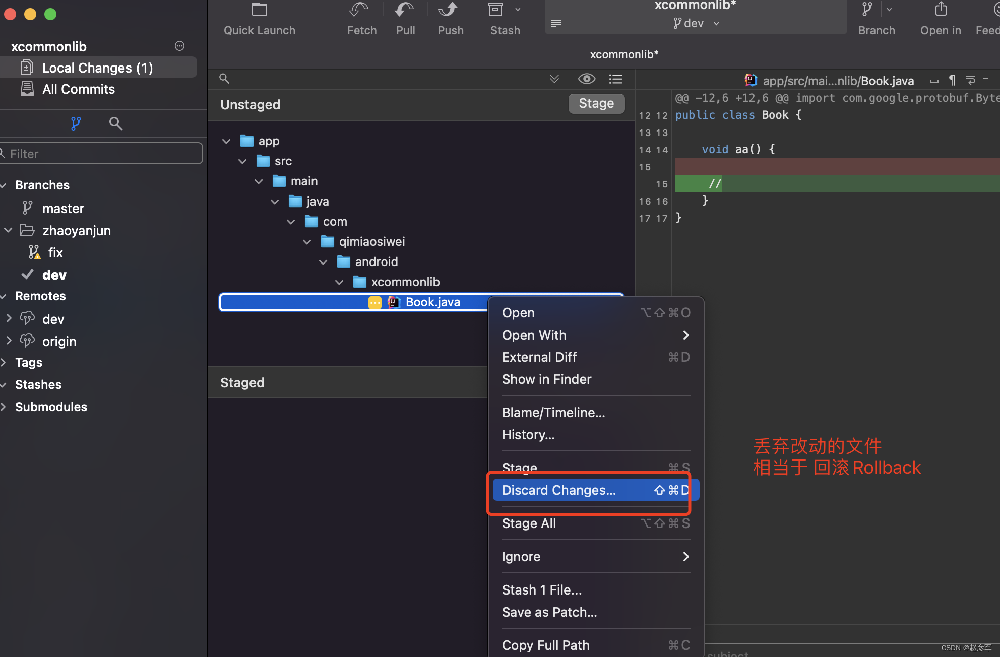 xcommonlib
Local Changes (1)
All Commits
Filter
Branches
master
zhaoyanjun
fix
dev
Remotes
dev
origin
Tags
Stashes
Submodules
Quick Launch
Fetch
Pull
Push
Stash
xcommonlib*
dev
Branch
Open in
Feed
xcommonlib*
Unstaged
Stage
app
src
main
java
com
qimiaosiwei
android
xcommonlib
Book.java
Staged
app/src/mai...nlib/Book.java
@@ -12,6 +12,6 @@ import com.google.protobuf.Byte
12 12 public class Book {
13 13
14 14 void aa() {
15
15 //
16 16 }
17 17 }
Open ⌥⇧⌘O
Open With
External Diff ⌘D
Show in Finder
Blame/Timeline...
History...
Stage ⌘S
Discard Changes... ⇧⌘D
Stage All ⌥⇧⌘S
Ignore
Stash 1 File...
Save as Patch...
Copy Full Path ⌘C
丢弃改动的文件
相当于 回滚 Rollback
subject
CSDN @赵彦军